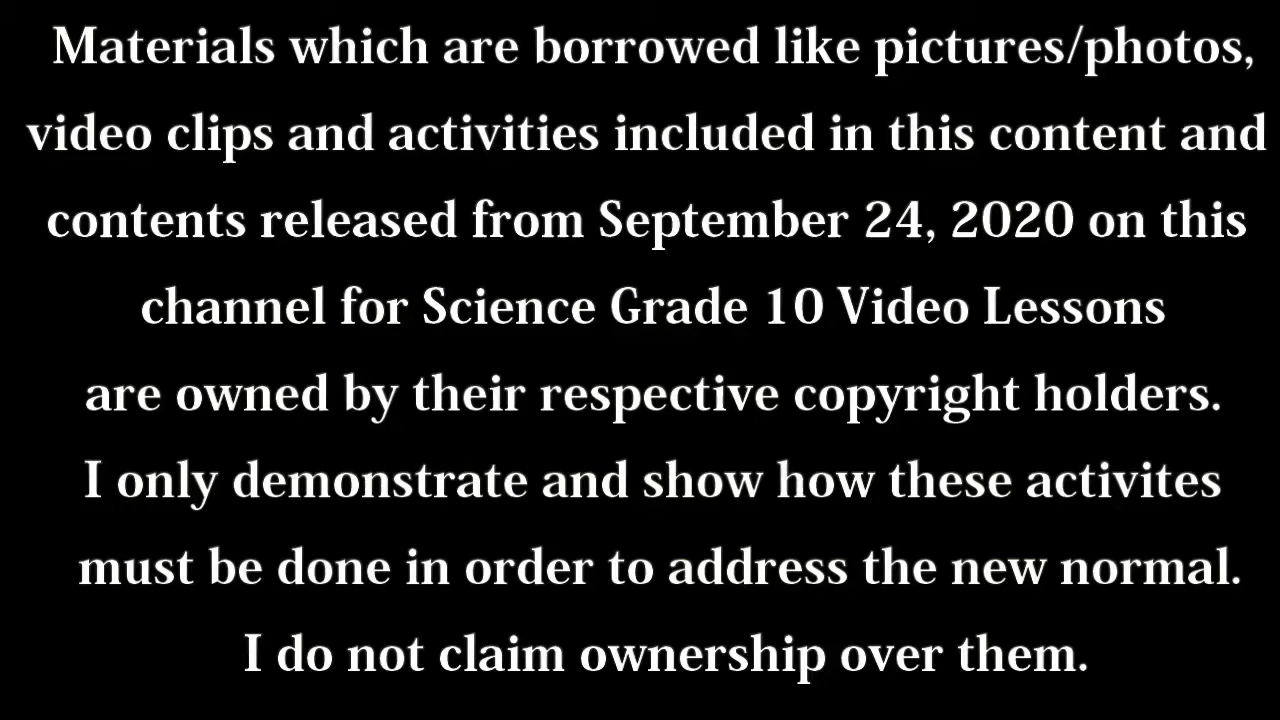 Materials which are borrowed like pictures/photos,
video clips and activities included in this content and
contents released from September 24, 2020 on this
channel for Science Grade 10 Video Lessons
are owned by their respective copyright holders.
I only demonstrate and show how these activites
must be done in order to address the new normal.
I do not claim ownership over them.